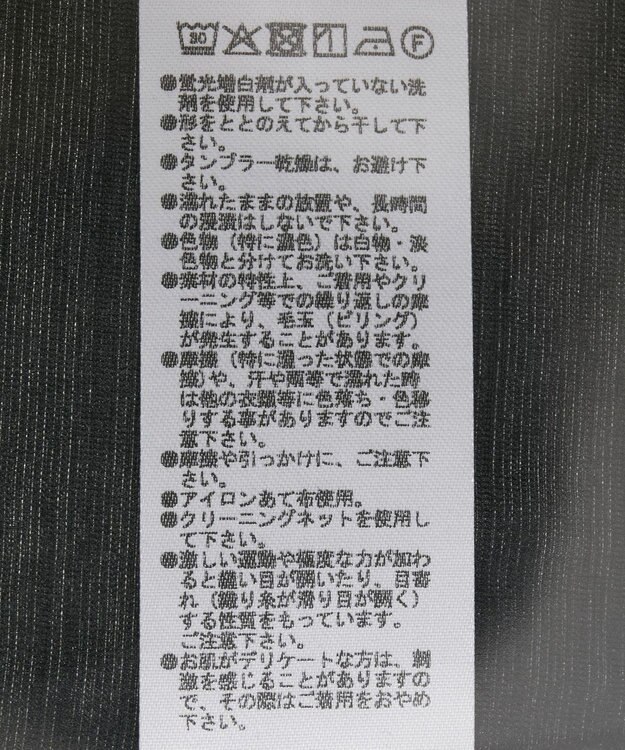 30 F
●蛍光増白剤が入っていない洗
剤を使用して下さい。
●形をととのえてから干して下
さい。
●タンブラー乾燥は、お避け下
さい。
●濡れたままの放置や、長時間
の浸漬はしないで下さい。
●色物（特に濃色）は白物・淡
色物と分けてお洗い下さい。
●素材の特性上、ご着用やクリ
ーニング等での繰り返しの摩
擦により、毛玉（ピリング）
が発生することがあります。
●摩擦（特に湿った状態での摩
擦)や、汗や雨等で濡れた時
は他の衣類等に色落ち・色移
りする事がありますのでご注
意下さい。
●摩擦や引っかけに、ご注意下
さい。
●アイロンあて布使用。
●クリーニングネットを使用し
て下さい。
●激しい運動や極度な力が加わ
ると縫い目が開いたり、目寄
れ（織り糸が滑り目が開く）
する性質をもっています。
ご注意下さい。
●お肌がデリケートな方は、刺
激を感じることがありますの
で、その際はご着用をおやめ
下さい。